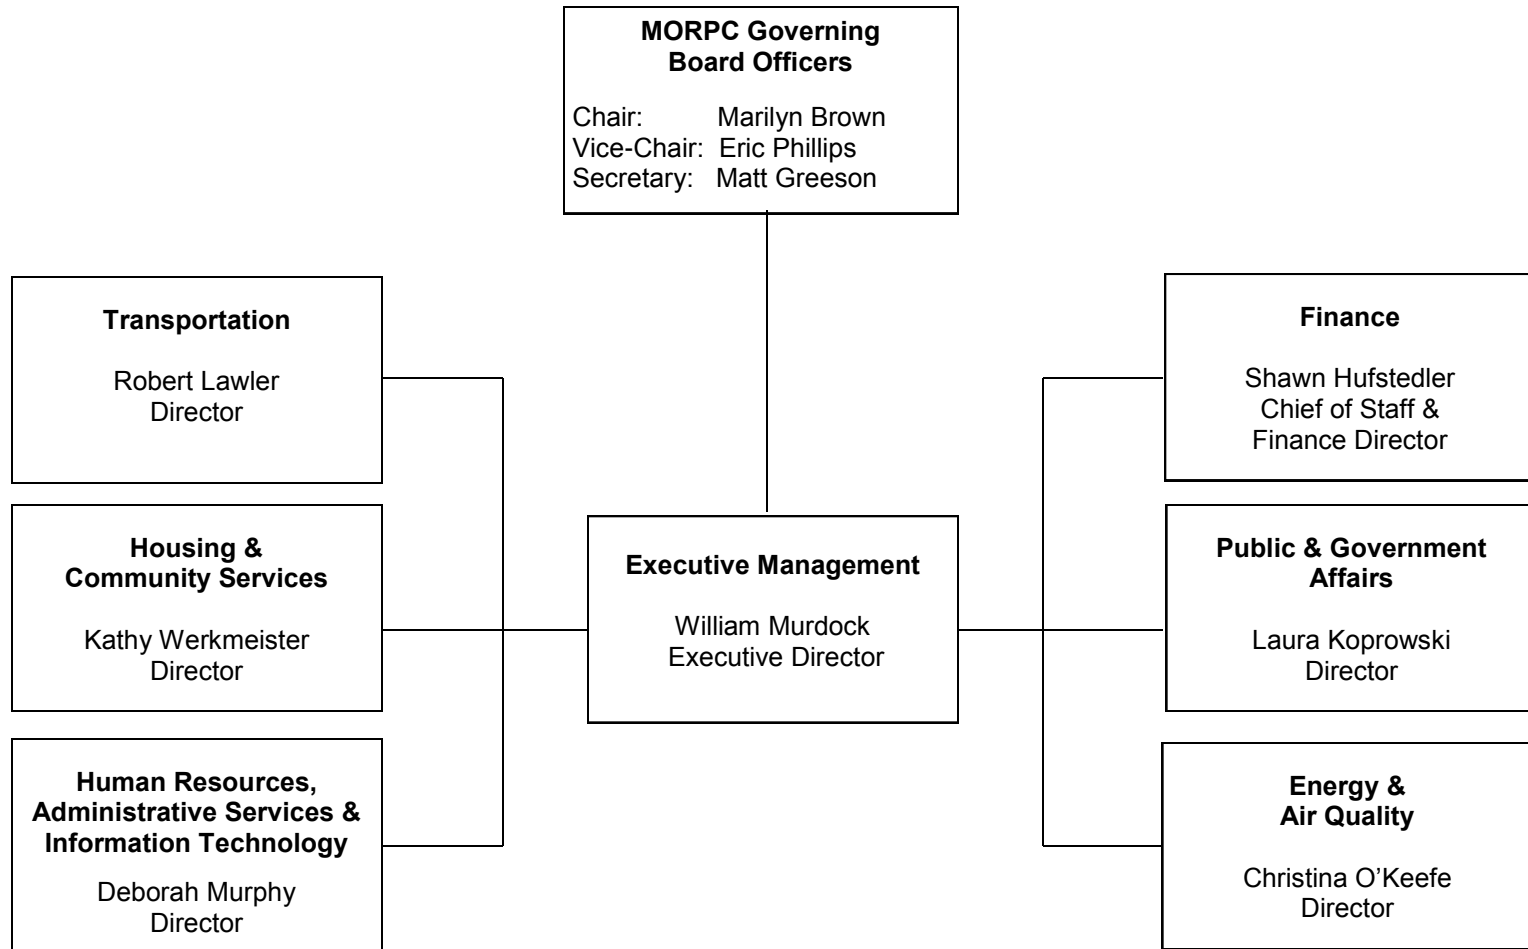 MORPC Governing
Board Officers
Chair: Marilyn Brown
Vice-Chair: Eric Phillips
Secretary: Matt Greeson
Transportation
Robert Lawler
Director
Finance
Shawn Hufstedler
Chief of Staff &
Finance Director
Housing &
Community Services
Kathy Werkmeister
Director
Executive Management
William Murdock
Executive Director
Public & Government
Affairs
Laura Koprowski
Director
Human Resources,
Administrative Services &
Information Technology
Deborah Murphy
Director
Energy &
Air Quality
Christina O’Keefe
Director